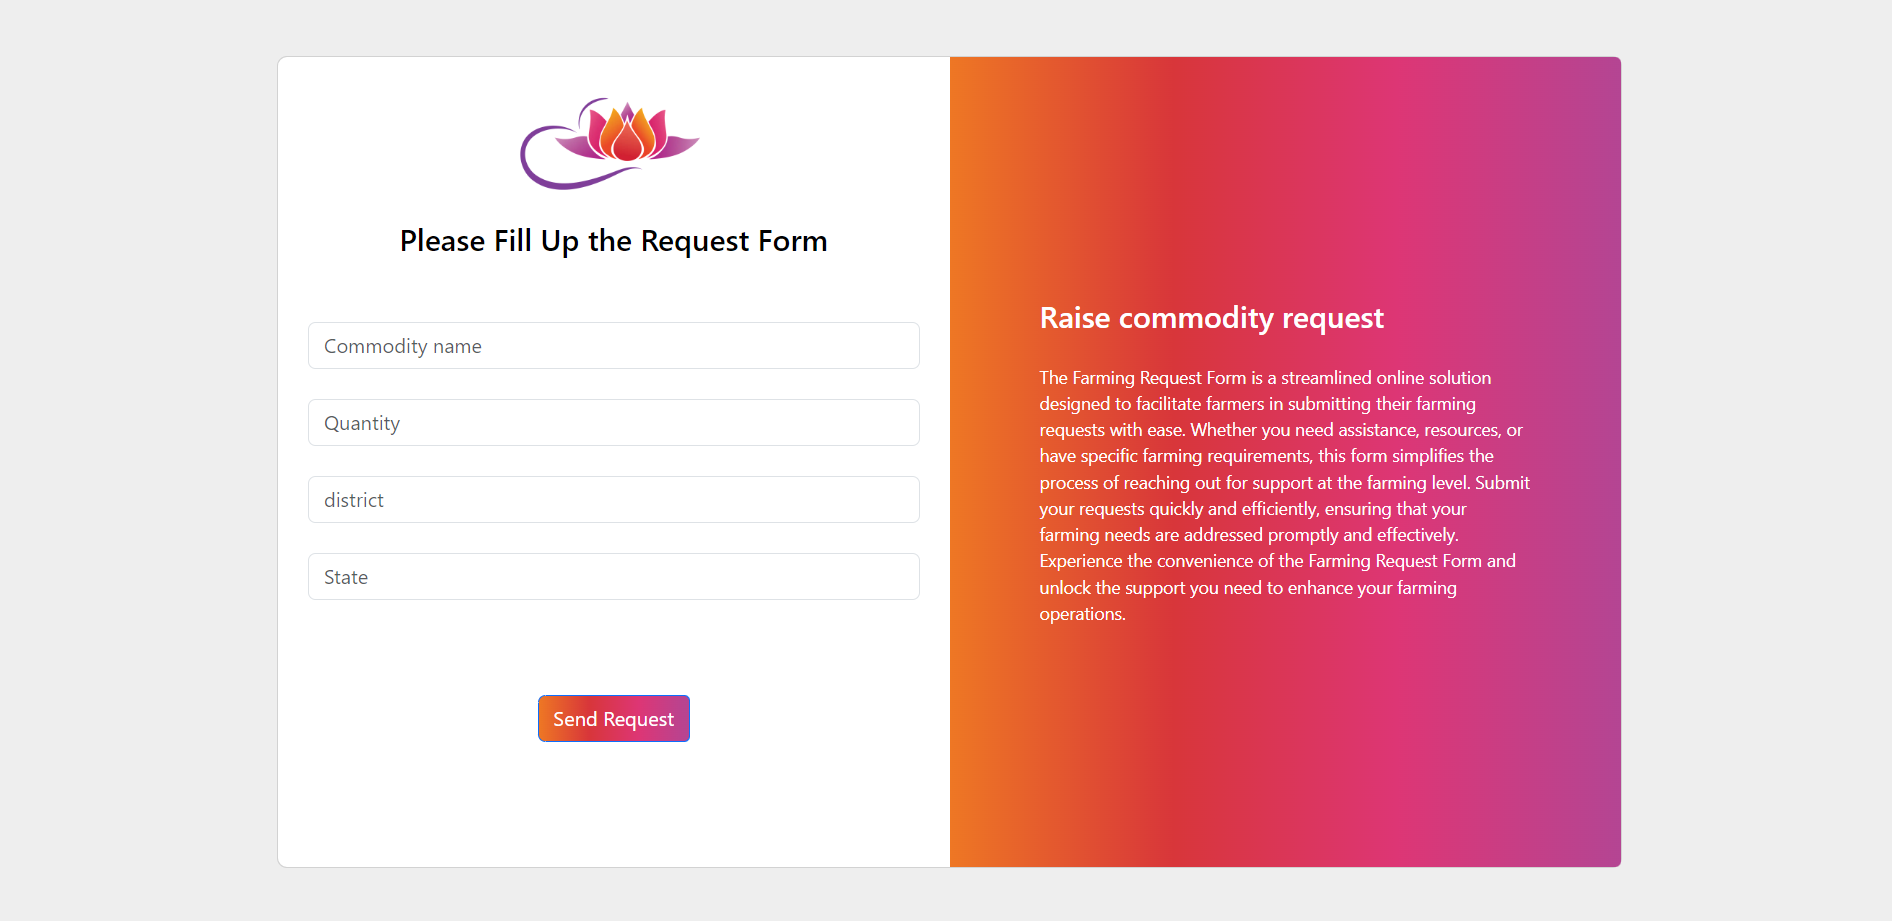 Please Fill Up the Request Form
Commodity name
Quantity
district
State
Send Request
Raise commodity request
The Farming Request Form is a streamlined online solution
designed to facilitate farmers in submitting their farming
requests with ease. Whether you need assistance, resources, or
have specific farming requirements, this form simplifies the
process of reaching out for support at the farming level. Submit
your requests quickly and efficiently, ensuring that your
farming needs are addressed promptly and effectively.
Experience the convenience of the Farming Request Form and
unlock the support you need to enhance your farming
operations.